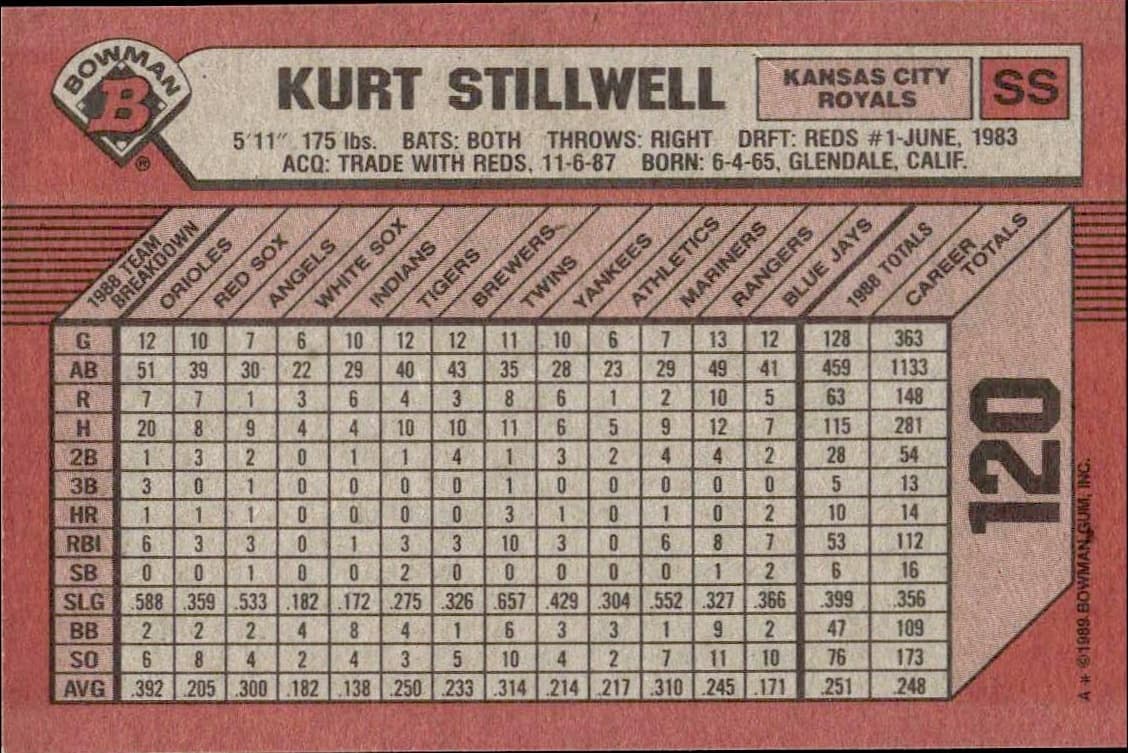 BOWMAN
B
®
KURT STILLWELL
KANSAS CITY
ROYALS
SS
5'11" 175 lbs. BATS: BOTH THROWS: RIGHT DRFT: REDS #1-JUNE, 1983
ACQ: TRADE WITH REDS, 11-6-87 BORN: 6-4-65, GLENDALE, CALIF.
1988 TEAM BREAKDOWN ORIOLES RED SOX ANGELS WHITE SOX INDIANS TIGERS BREWERS TWINS YANKEES ATHLETICS MARINERS RANGERS BLUE JAYS 1988 TOTALS CAREER TOTALS
G 12 10 7 6 10 12 12 11 10 6 7 13 12 128 363
AB 51 39 30 22 29 40 43 35 28 23 29 49 41 459 1133
R 7 7 1 3 6 4 3 8 6 1 2 10 5 63 148
H 20 8 9 4 4 10 10 11 6 5 9 12 7 115 281
2B 1 3 2 0 1 1 4 1 3 2 4 4 2 28 54
3B 3 0 1 0 0 0 0 1 0 0 0 0 0 5 13
HR 1 1 1 0 0 0 0 3 1 0 1 0 2 10 14
RBI 6 3 3 0 1 3 3 10 3 0 6 8 7 53 112
SB 0 0 1 0 0 2 0 0 0 0 0 1 2 6 16
SLG .588 .359 .533 .182 .172 .275 .326 .657 .429 .304 .552 .327 .366 .399 .356
BB 2 2 2 4 8 4 1 6 3 3 1 9 2 47 109
SO 6 8 4 2 4 3 5 10 4 2 7 11 10 76 173
AVG .392 .205 .300 .182 .138 .250 .233 .314 .214 .217 .310 .245 .171 .251 .248
120
A * ©1989 BOWMAN GUM, INC.